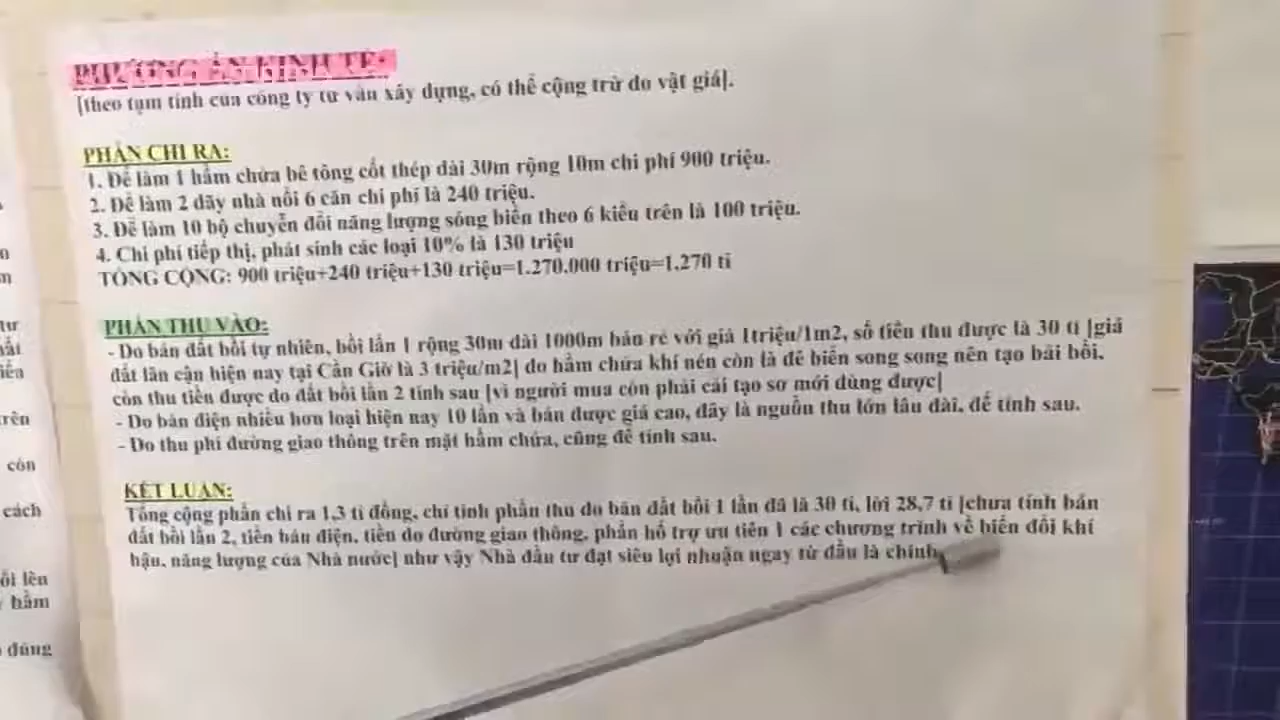 PHƯƠNG ÁN KINH TẾ:
[theo tạm tính của công ty tư vấn xây dựng, có thể cộng trừ do vật giá].
PHẦN CHI RA:
1. Để làm 1 hầm chứa bê tông cốt thép dài 30m rộng 10m chi phí 900 triệu.
2. Để làm 2 dãy nhà nổi 6 căn chi phí là 240 triệu.
3. Để làm 10 bộ chuyển đổi năng lượng sóng biển theo 6 kiểu trên là 100 triệu.
4. Chi phí tiếp thị, phát sinh các loại 10% là 130 triệu
TỔNG CỘNG: 900 triệu+240 triệu+130 triệu=1.270.000 triệu=1,270 tỉ
PHẦN THU VÀO:
- Do bán đất bồi tự nhiên, bồi lần 1 rộng 30m dài 1000m bán rẻ với giá 1triệu/1m2, số tiền thu được là 30 tỉ [giá
đất lân cận hiện nay tại Cần Giờ là 3 triệu/m2] do hầm chứa khí nén còn là đê biển song song nên tạo bãi bồi,
còn thu tiền được do đất bồi lần 2 tính sau [vì người mua còn phải cải tạo sơ mới dùng được]
- Do bán điện nhiều hơn loại hiện nay 10 lần và bán được giá cao, đây là nguồn thu lớn lâu dài, để tính sau.
- Do thu phí đường giao thông trên mặt hầm chứa, cũng để tính sau.
KẾT LUẬN:
Tổng cộng phần chi ra 1,3 tỉ đồng, chỉ tính phần thu do bán đất bồi 1 lần đã là 30 tỉ, lời 28,7 tỉ [chưa tính bán
đất bồi lần 2, tiền bán điện, tiền do đường giao thông, phần hỗ trợ ưu tiên 1 các chương trình về biến đổi khí
hậu, năng lượng của Nhà nước] như vậy Nhà đầu tư đạt siêu lợi nhuận ngay từ đầu là chính
trên
còn
cách
lên
hầm
đúng